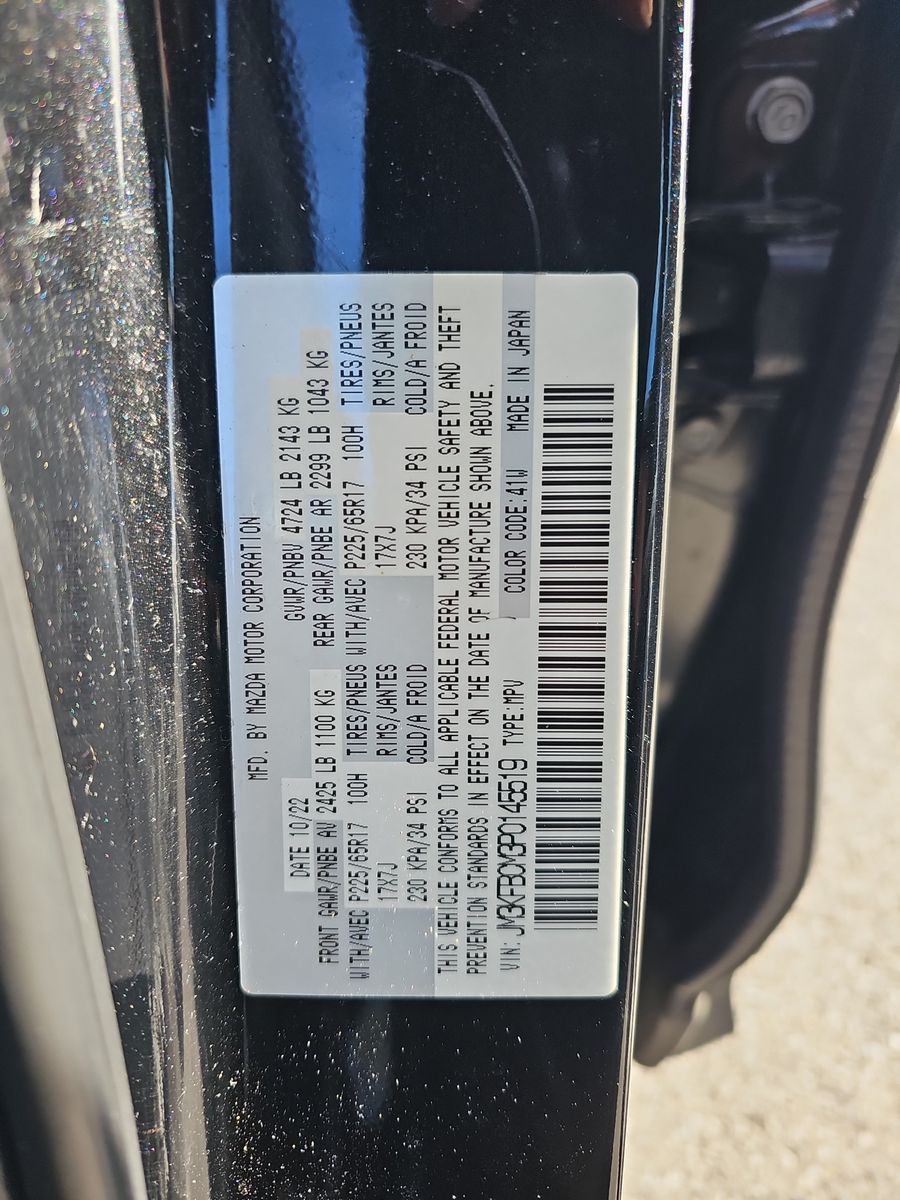 MFD. BY MAZDA MOTOR CORPORATION
DATE 10/22 GVWR/PNBV 4724 LB 2143 KG
FRONT GAWR/PNBE AV 2425 LB 1100 KG REAR GAWR/PNBE AR 2299 LB 1043 KG
WITH/AVEC P225/65R17 100H TIRES/PNEUS WITH/AVEC P225/65R17 100H TIRES/PNEUS
17X7J RIMS/JANTES 17X7J RIMS/JANTES
230 KPA/34 PSI COLD/A FROID 230 KPA/34 PSI COLD/A FROID
THIS VEHICLE CONFORMS TO ALL APPLICABLE FEDERAL MOTOR VEHICLE SAFETY AND THEFT
PREVENTION STANDARDS IN EFFECT ON THE DATE OF MANUFACTURE SHOWN ABOVE.
VIN: JM3KFBCM3P0145519 TYPE:MPV COLOR CODE:41W MADE IN JAPAN